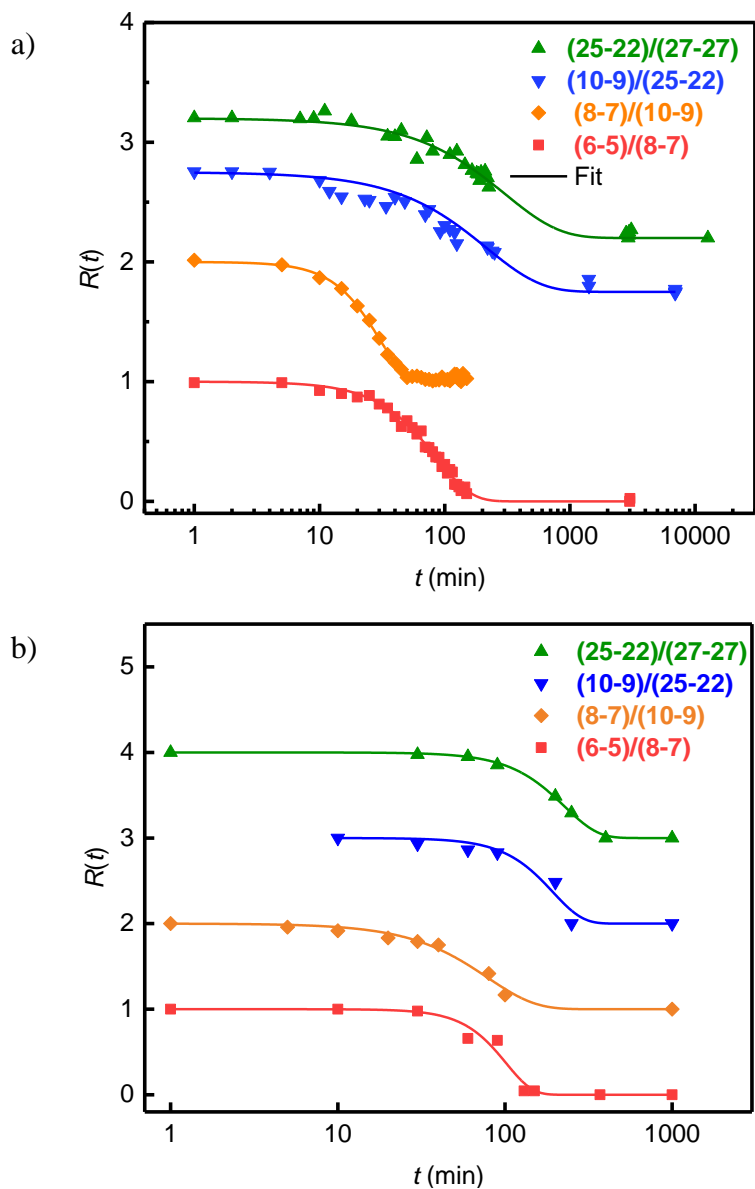 a)
4
3
2
1
0
R(t)
(25-22)/(27-27)
(10-9)/(25-22)
(8-7)/(10-9)
(6-5)/(8-7)
Fit
1 10 100 1000 10000
t (min)
b)
5
4
3
2
1
0
R(t)
(25-22)/(27-27)
(10-9)/(25-22)
(8-7)/(10-9)
(6-5)/(8-7)
1 10 100 1000
t (min)